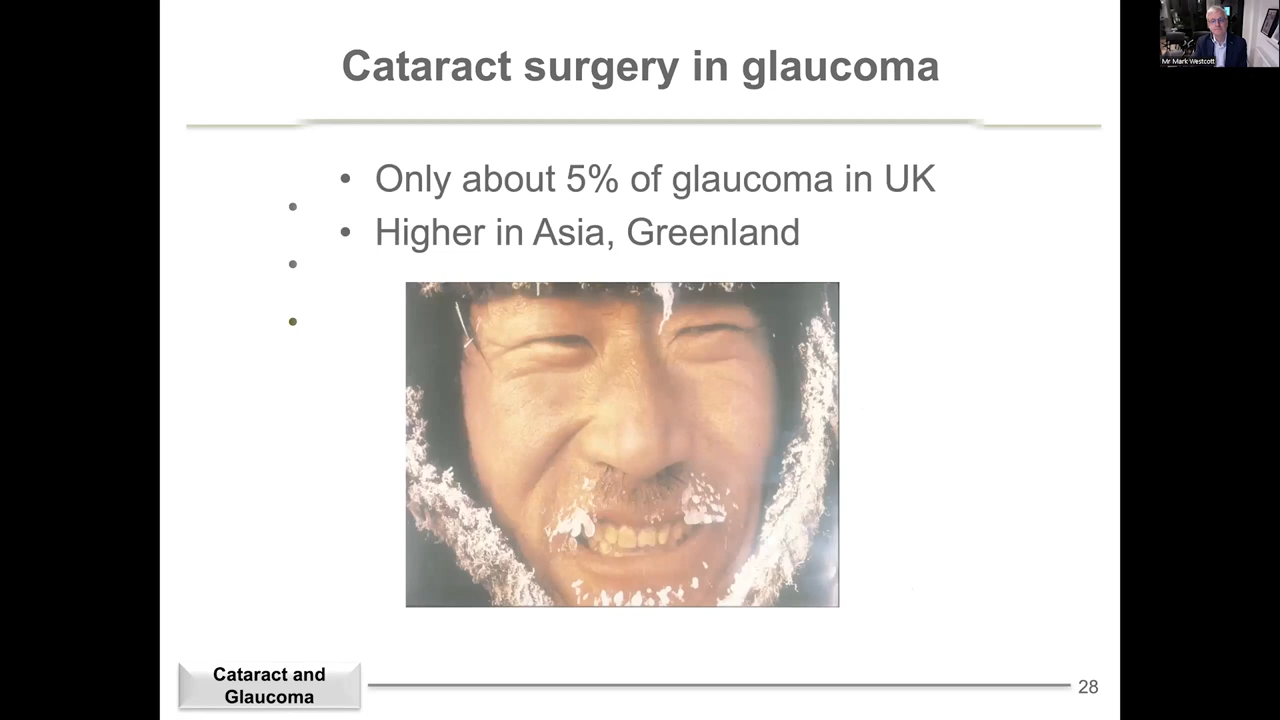 Mr Mark Westcott
Cataract surgery in glaucoma
• Only about 5% of glaucoma in UK
• Higher in Asia, Greenland
Cataract and
Glaucoma
28